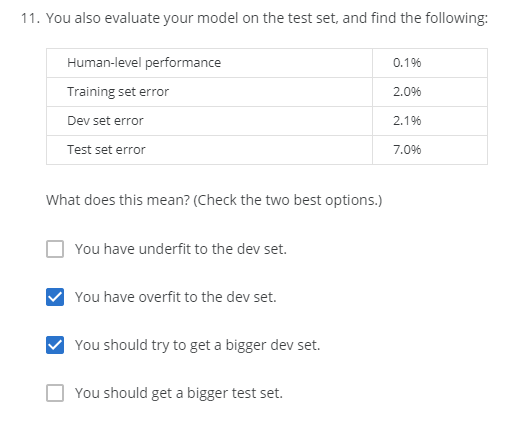 11. You also evaluate your model on the test set, and find the following:
Human-level performance 0.1%
Training set error 2.0%
Dev set error 2.1%
Test set error 7.0%
What does this mean? (Check the two best options.)
You have underfit to the dev set.
You have overfit to the dev set.
You should try to get a bigger dev set.
You should get a bigger test set.